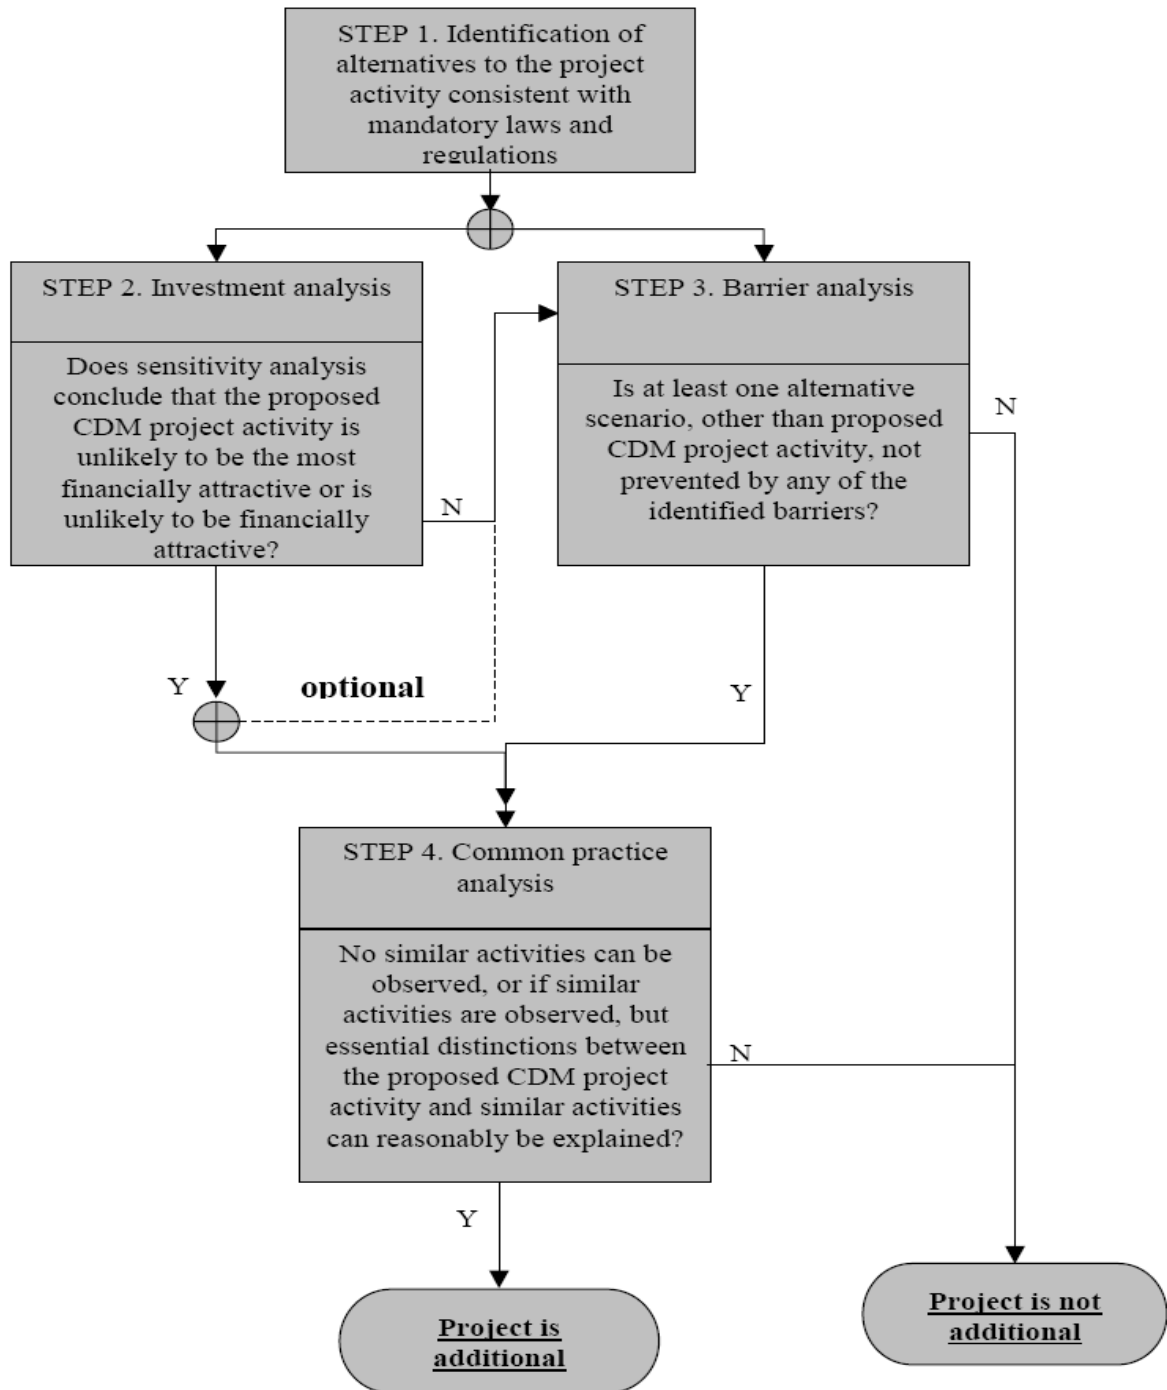 STEP 1. Identification of
alternatives to the project
activity consistent with
mandatory laws and
regulations
STEP 2. Investment analysis
Does sensitivity analysis
conclude that the proposed
CDM project activity is
unlikely to be the most
financially attractive or is
unlikely to be financially
attractive?
N
Y
optional
STEP 3. Barrier analysis
Is at least one alternative
scenario, other than proposed
CDM project activity, not
prevented by any of the
identified barriers?
N
Y
STEP 4. Common practice
analysis
No similar activities can be
observed, or if similar
activities are observed, but
essential distinctions between
the proposed CDM project
activity and similar activities
can reasonably be explained?
N
Y
Project is
additional
Project is not
additional